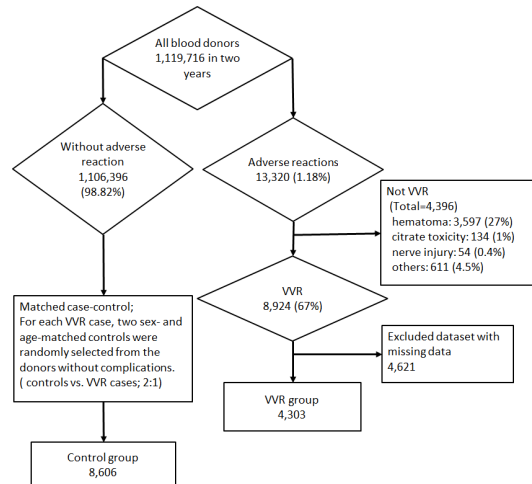 All blood donors
1,119,716 in two
years
Without adverse
reaction
1,106,396
(98.82%)
Adverse reactions
13,320 (1.18%)
Not VVR
(Total=4,396)
hematoma: 3,597 (27%)
citrate toxicity: 134 (1%)
nerve injury: 54 (0.4%)
others: 611 (4.5%)
VVR
8,924 (67%)
Matched case-control;
For each VVR case, two sex- and
age-matched controls were
randomly selected from the
donors without complications.
( controls vs. VVR cases; 2:1)
Excluded dataset with
missing data
4,621
VVR group
4,303
Control group
8,606